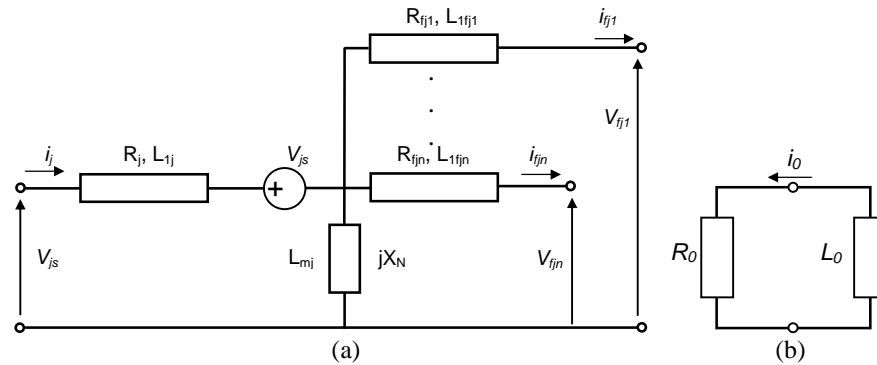 R_fj1, L_1fj1
i_fj1
V_fj1
i_j
R_j, L_1j
V_js
+
R_fjn, L_1fjn
i_fjn
V_js
L_mj
jX_N
V_fjn
i_0
R_0
L_0
(a)
(b)